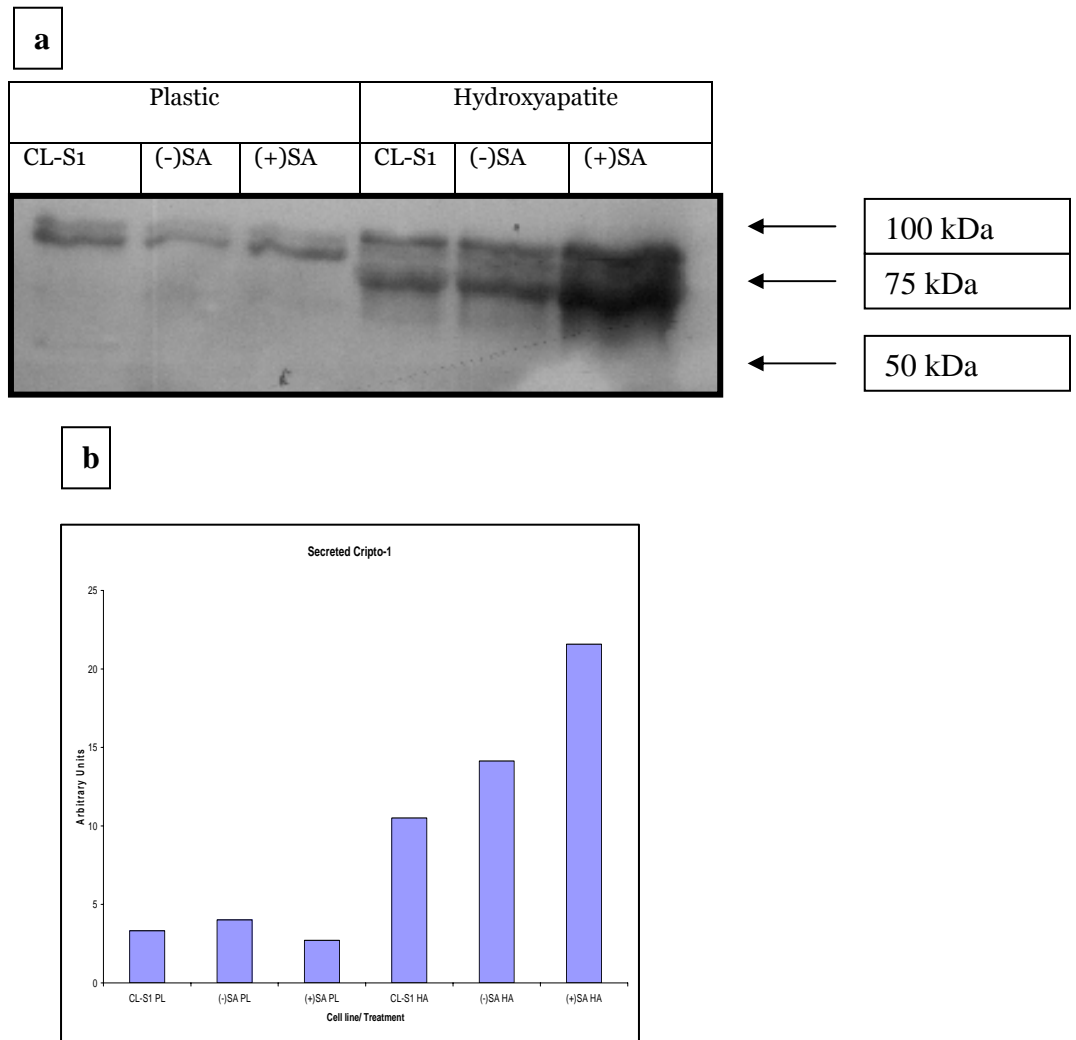 a
Plastic Hydroxyapatite
CL-S1 (-)SA (+)SA CL-S1 (-)SA (+)SA
100 kDa
75 kDa
50 kDa
b
Secreted Cripto-1
25
20
15
10
5
0
Arbitrary Units
CL-S1 PL (-)SA PL (+)SA PL CL-S1 HA (-)SA HA (+)SA HA
Cell line/ Treatment